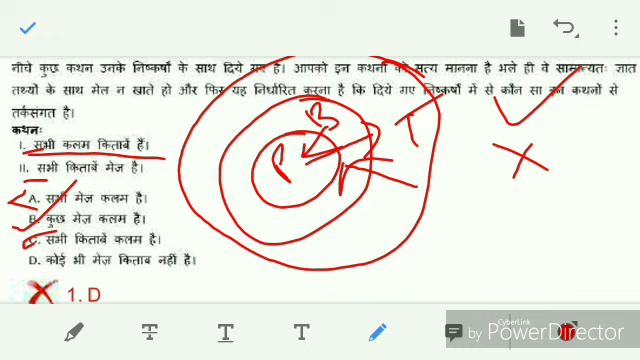 नीचे कुछ कथन उनके निष्कर्षों के साथ दिये गए है। आपको इन कथनों को सत्य मानना है भले ही वे सामान्यतः ज्ञात
तथ्यों के साथ मेल न खाते हो और फिर यह निर्धारित करना है कि दिये गए निष्कर्षों में से कौन सा इन कथनों से
तर्कसंगत है।
कथनः
I. सभी कलम किताबें हैं।
II. सभी किताबें मेज है।
A. सभी मेज कलम है।
B. कुछ मेज़ कलम है।
C. सभी किताबें कलम है।
D. कोई भी मेज़ किताब नहीं है।
B
T
P
1. D
T T T
by CyberLink PowerDirector